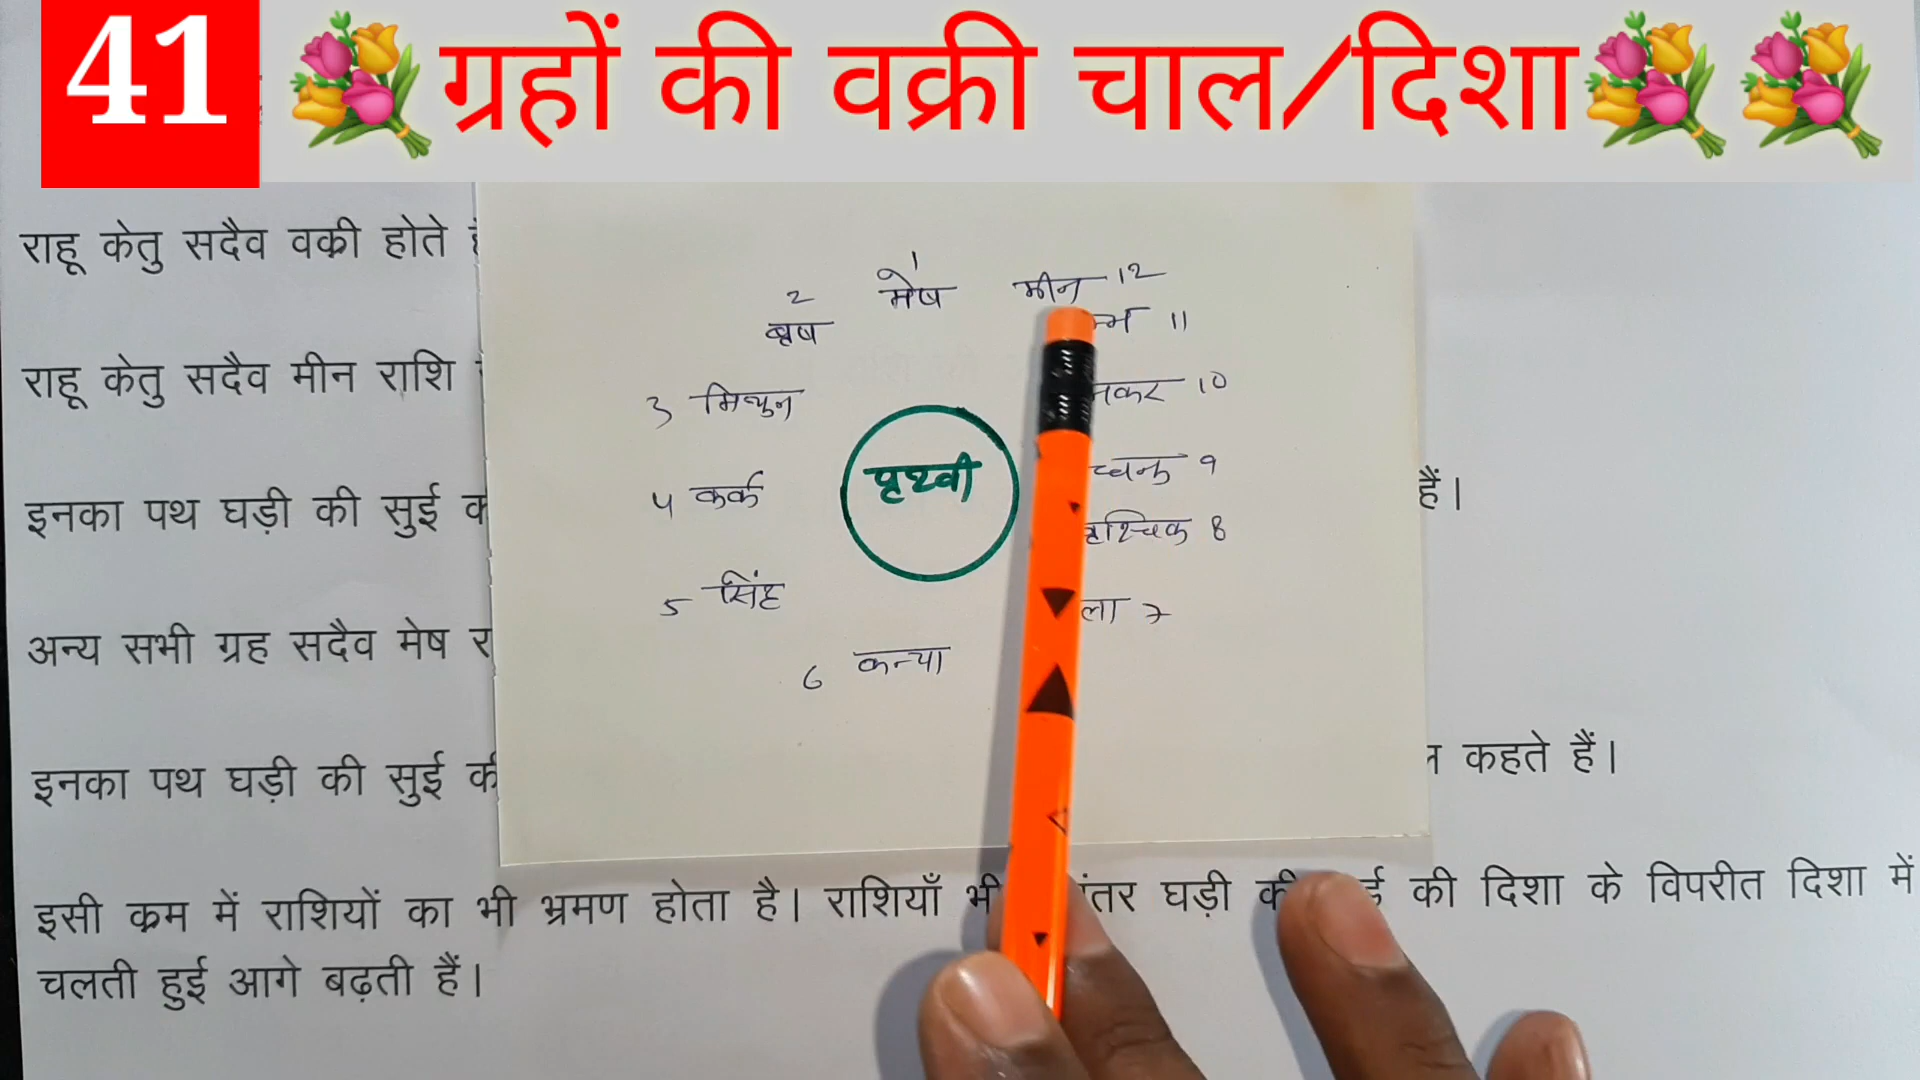 41 ग्रहों की वक्री चाल/दिशा
राहू केतु सदैव वक्री होते
राहू केतु सदैव मीन राशि
इनका पथ घड़ी की सुई
हैं।
अन्य सभी ग्रह सदैव मेष
इनका पथ घड़ी की सुई
कहते हैं।
इसी क्रम में राशियों का भी भ्रमण होता है। राशियाँ भी घड़ी की दिशा के विपरीत दिशा में
चलती हुई आगे बढ़ती हैं।
1
मेष
मीन 12
2
वृष
11
3 मिथुन
मकर 10
पृथ्वी
4 कर्क
9
वृश्चिक 8
5 सिंह
ला 7
6 कन्या